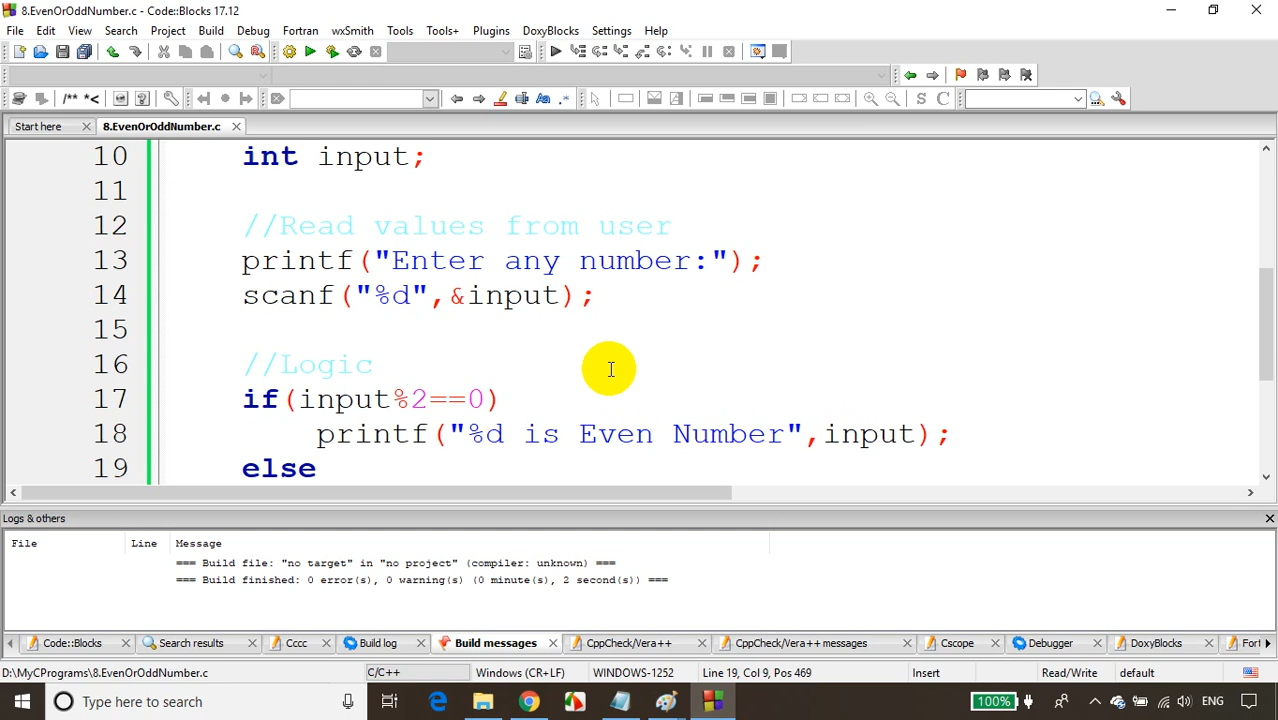 8.EvenOrOddNumber.c - Code::Blocks 17.12
File Edit View Search Project Build Debug Fortran wxSmith Tools Tools+ Plugins DoxyBlocks Settings Help
/** *<
S C
Start here 8.EvenOrOddNumber.c
10 int input;
11
12 //Read values from user
13 printf("Enter any number:");
14 scanf("%d",&input);
15
16 //Logic
17 if(input%2==0)
18 printf("%d is Even Number",input);
19 else
Logs & others
File Line Message
=== Build file: "no target" in "no project" (compiler: unknown) ===
=== Build finished: 0 error(s), 0 warning(s) (0 minute(s), 2 second(s)) ===
Code::Blocks Search results Cccc Build log Build messages CppCheck/Vera++ CppCheck/Vera++ messages Cscope Debugger DoxyBlocks Fort
D:\MyCPrograms\8.EvenOrOddNumber.c C/C++ Windows (CR+LF) WINDOWS-1252 Line 19, Col 9, Pos 469 Insert Read/Write default
Type here to search 100% ENG